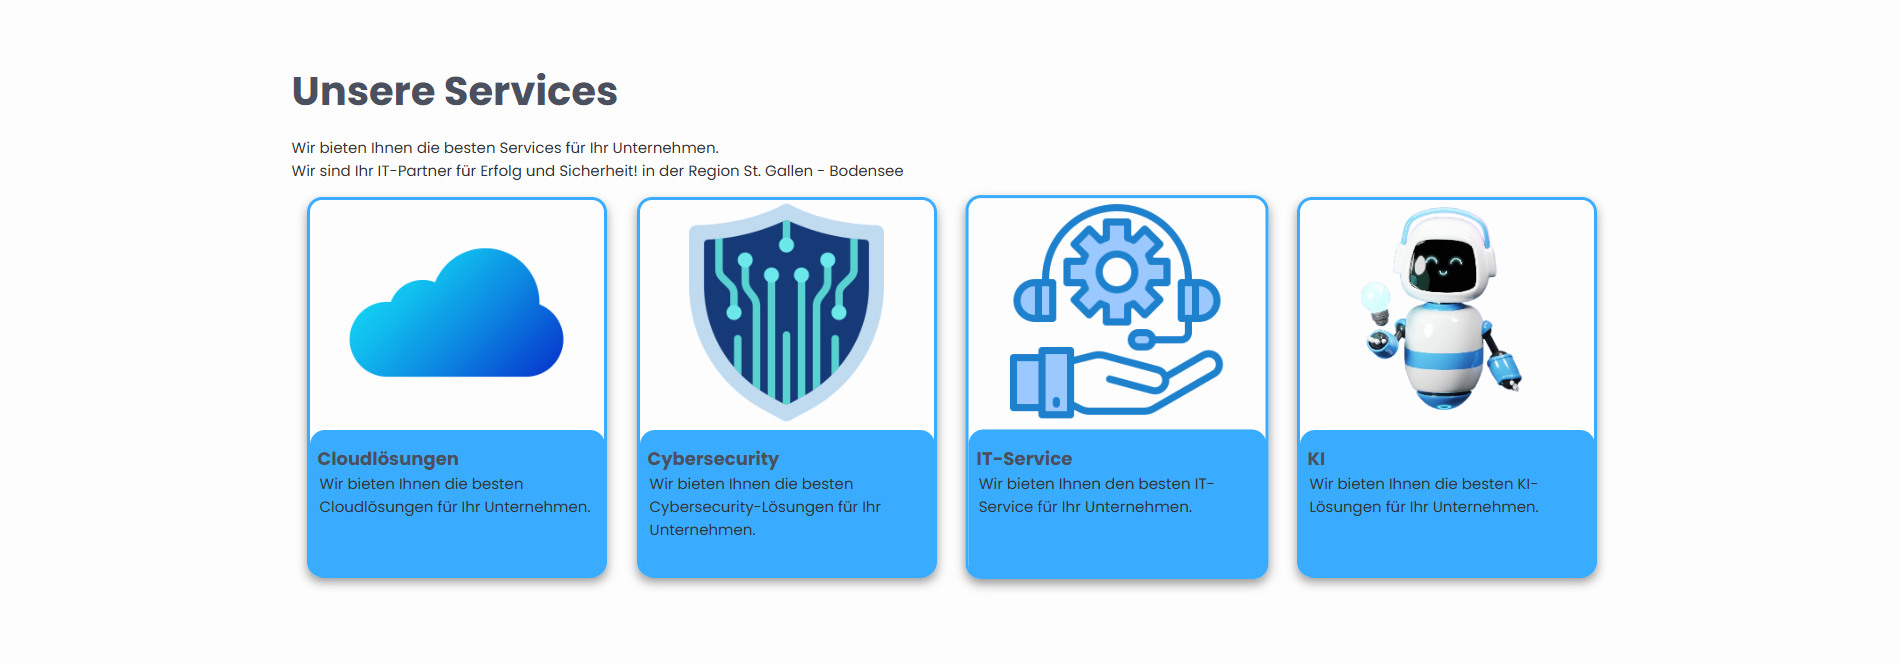 Unsere Services
Wir bieten Ihnen die besten Services für Ihr Unternehmen.
Wir sind Ihr IT-Partner für Erfolg und Sicherheit! in der Region St. Gallen - Bodensee
Cloudlösungen
Wir bieten Ihnen die besten
Cloudlösungen für Ihr Unternehmen.
Cybersecurity
Wir bieten Ihnen die besten
Cybersecurity-Lösungen für Ihr
Unternehmen.
IT-Service
Wir bieten Ihnen den besten IT-
Service für Ihr Unternehmen.
KI
Wir bieten Ihnen die besten KI-
Lösungen für Ihr Unternehmen.